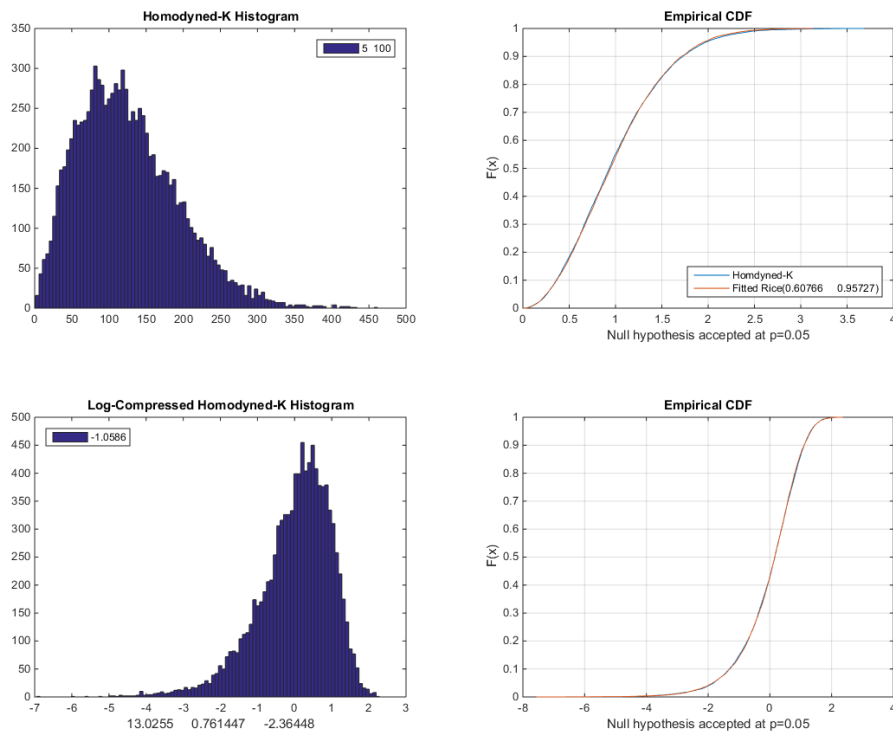 Homodyned-K Histogram
350
300
250
200
150
100
50
0
0 50 100 150 200 250 300 350 400 450 500
5 100
Empirical CDF
1
0.9
0.8
0.7
0.6
0.5
0.4
0.3
0.2
0.1
0
F(x)
0 0.5 1 1.5 2 2.5 3 3.5 4
Homdyned-K
Fitted Rice(0.60766 0.95727)
Null hypothesis accepted at p=0.05
Log-Compressed Homodyned-K Histogram
500
450
400
350
300
250
200
150
100
50
0
-7 -6 -5 -4 -3 -2 -1 0 1 2 3
-1.0586
13.0255 0.761447 -2.36448
Empirical CDF
1
0.9
0.8
0.7
0.6
0.5
0.4
0.3
0.2
0.1
0
F(x)
-8 -6 -4 -2 0 2 4
Null hypothesis accepted at p=0.05